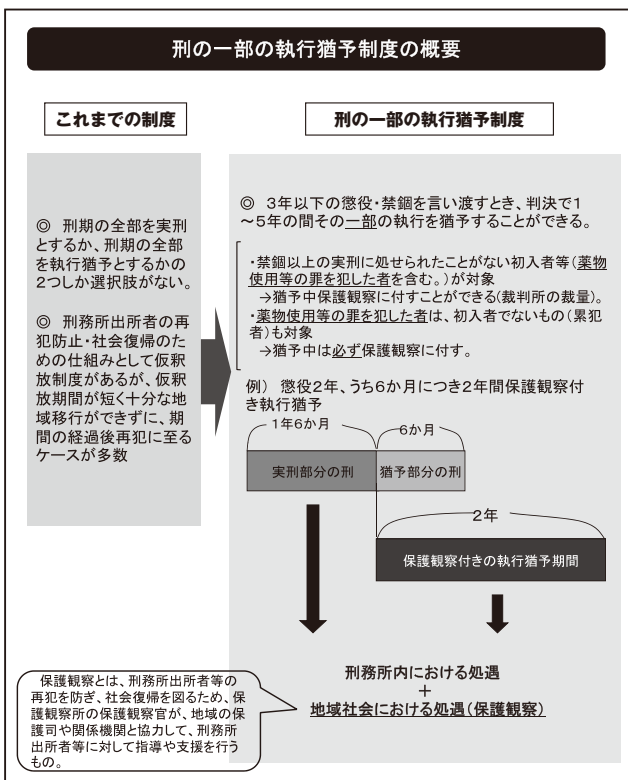 刑の一部の執行猶予制度の概要
これまでの制度
◎　刑期の全部を実刑
とするか、刑期の全部
を執行猶予とするかの
２つしか選択肢がない。
◎　刑務所出所者の再
犯防止・社会復帰のた
めの仕組みとして仮釈
放制度があるが、仮釈
放期間が短く十分な地
域移行ができずに、期
間の経過後再犯に至る
ケースが多数
刑の一部の執行猶予制度
◎　３年以下の懲役・禁錮を言い渡すとき、判決で１
～５年の間その一部の執行を猶予することができる。
・禁錮以上の実刑に処せられたことがない初入者等(薬物
使用等の罪を犯した者を含む。)が対象
→猶予中保護観察に付すことができる(裁判所の裁量)。
・薬物使用等の罪を犯した者は、初入者でないもの(累犯
者)も対象
→猶予中は必ず保護観察に付す。
例)　懲役２年、うち６か月につき２年間保護観察付
き執行猶予
１年６か月
６か月
実刑部分の刑
猶予部分の刑
２年
保護観察付きの執行猶予期間
刑務所内における処遇
＋
地域社会における処遇(保護観察)
保護観察とは、刑務所出所者等の
再犯を防ぎ、社会復帰を図るため、保
護観察所の保護観察官が、地域の保
護司や関係機関と協力して、刑務所
出所者等に対して指導や支援を行う
もの。